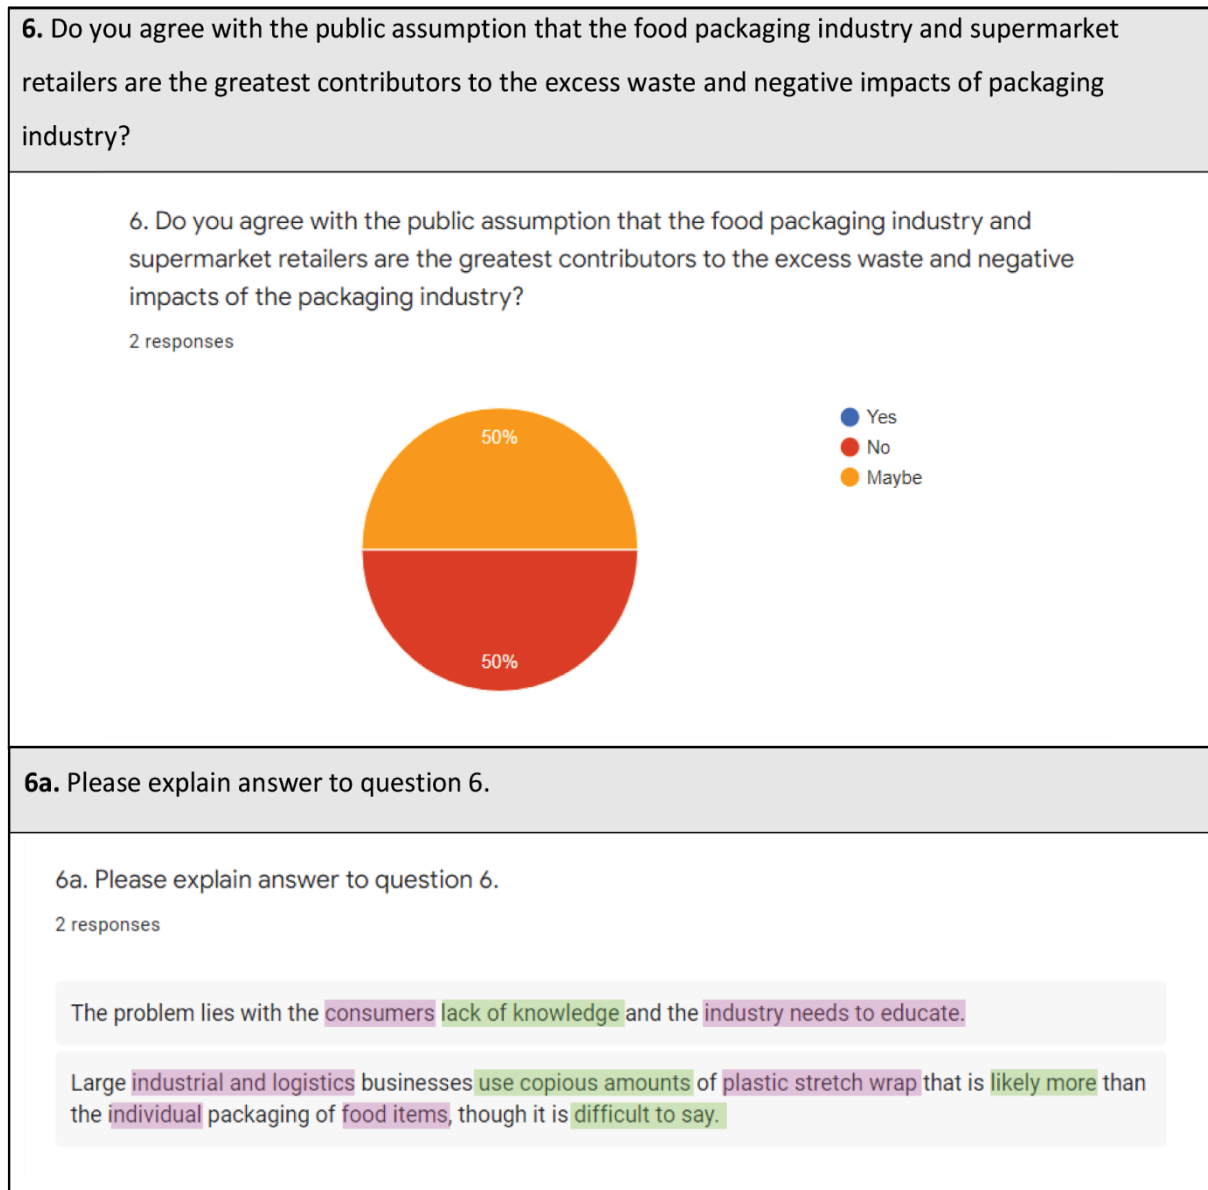 6. Do you agree with the public assumption that the food packaging industry and supermarket
retailers are the greatest contributors to the excess waste and negative impacts of packaging
industry?
6. Do you agree with the public assumption that the food packaging industry and
supermarket retailers are the greatest contributors to the excess waste and negative
impacts of the packaging industry?
2 responses
50%
50%
Yes
No
Maybe
6a. Please explain answer to question 6.
6a. Please explain answer to question 6.
2 responses
The problem lies with the consumers lack of knowledge and the industry needs to educate.
Large industrial and logistics businesses use copious amounts of plastic stretch wrap that is likely more than
the individual packaging of food items, though it is difficult to say.